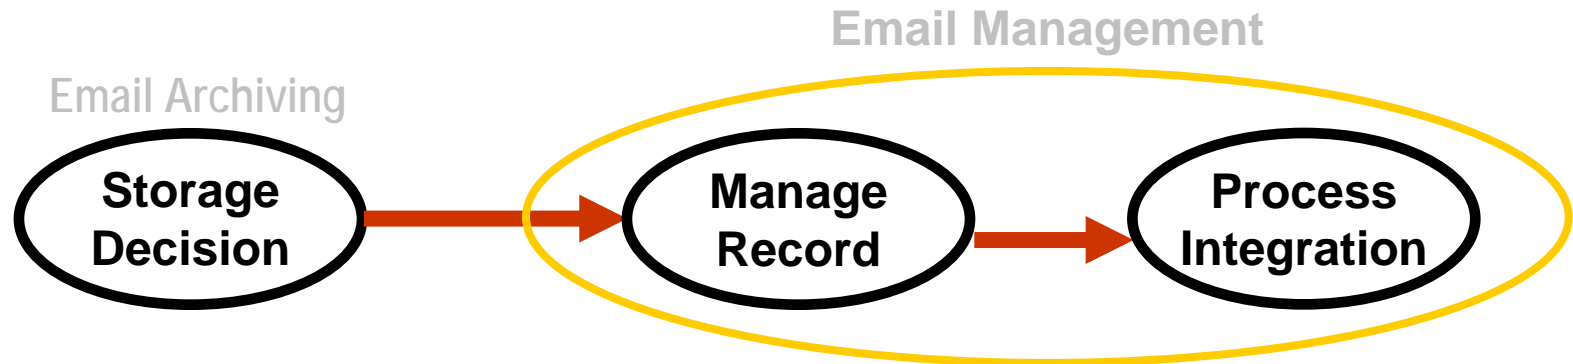 Email Management
Email Archiving
Storage
Decision
Manage
Record
Process
Integration